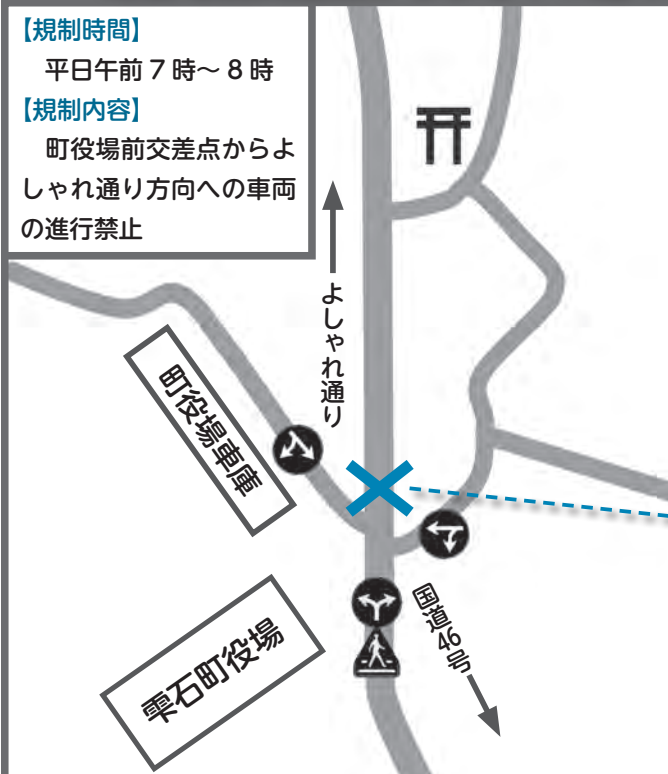 【規制時間】
平日午前7時～8時
【規制内容】
町役場前交差点からよ
しゃれ通り方向への車両
の進行禁止
よしゃれ通り
町役場車庫
雫石町役場
国道46号